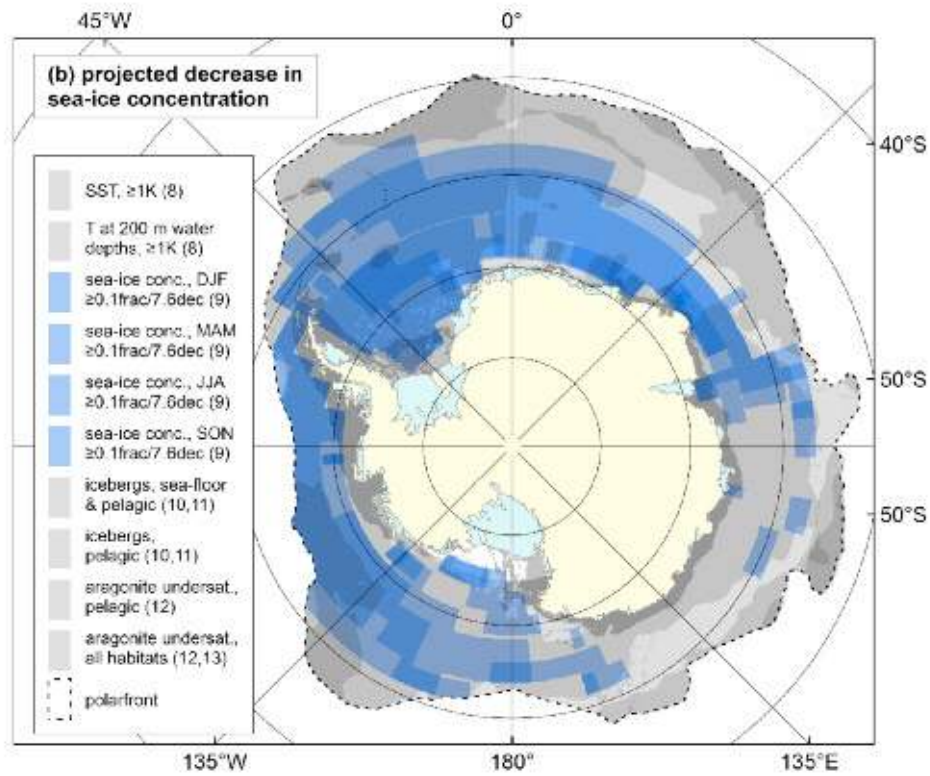 45°W
0°
(b) projected decrease in
sea-ice concentration
40°S
SST, ≥1K (8)
T at 200 m water
depths, ≥1K (8)
sea-ice conc., DJF
≥0.1frac/7.6dec (9)
sea-ice conc., MAM
≥0.1frac/7.6dec (9)
sea-ice conc., JJA
≥0.1frac/7.6dec (9)
sea-ice conc., SON
≥0.1frac/7.6dec (9)
50°S
icebergs, sea-floor
& pelagic (10,11)
50°S
icebergs,
pelagic (10,11)
aragonite undersat.,
pelagic (12)
aragonite undersat.,
all habitats (12,13)
polarfront
135°W
180°
135°E